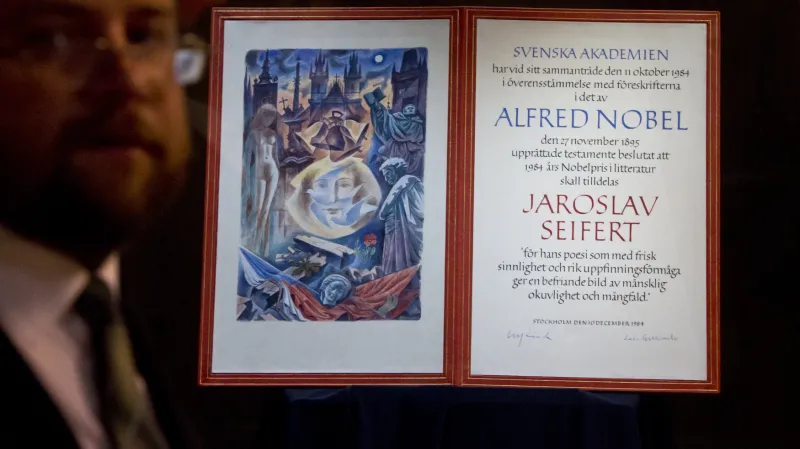 SVENSKA AKADEMIEN
har vid sitt sammanträde den 11 oktober 1984
i överensstämmelse med föreskrifterna
i det av
ALFRED NOBEL
den 27 november 1895
upprättade testamente beslutat att
1984 års Nobelpris i litteratur
skall tilldelas
JAROSLAV
SEIFERT
"för hans poesi som med frisk
sinnlighet och rik uppfinningsförmåga
ger en befriande bild av mänsklig
okuvlighet och mångfald."
STOCKHOLM DEN 10 DECEMBER 1984